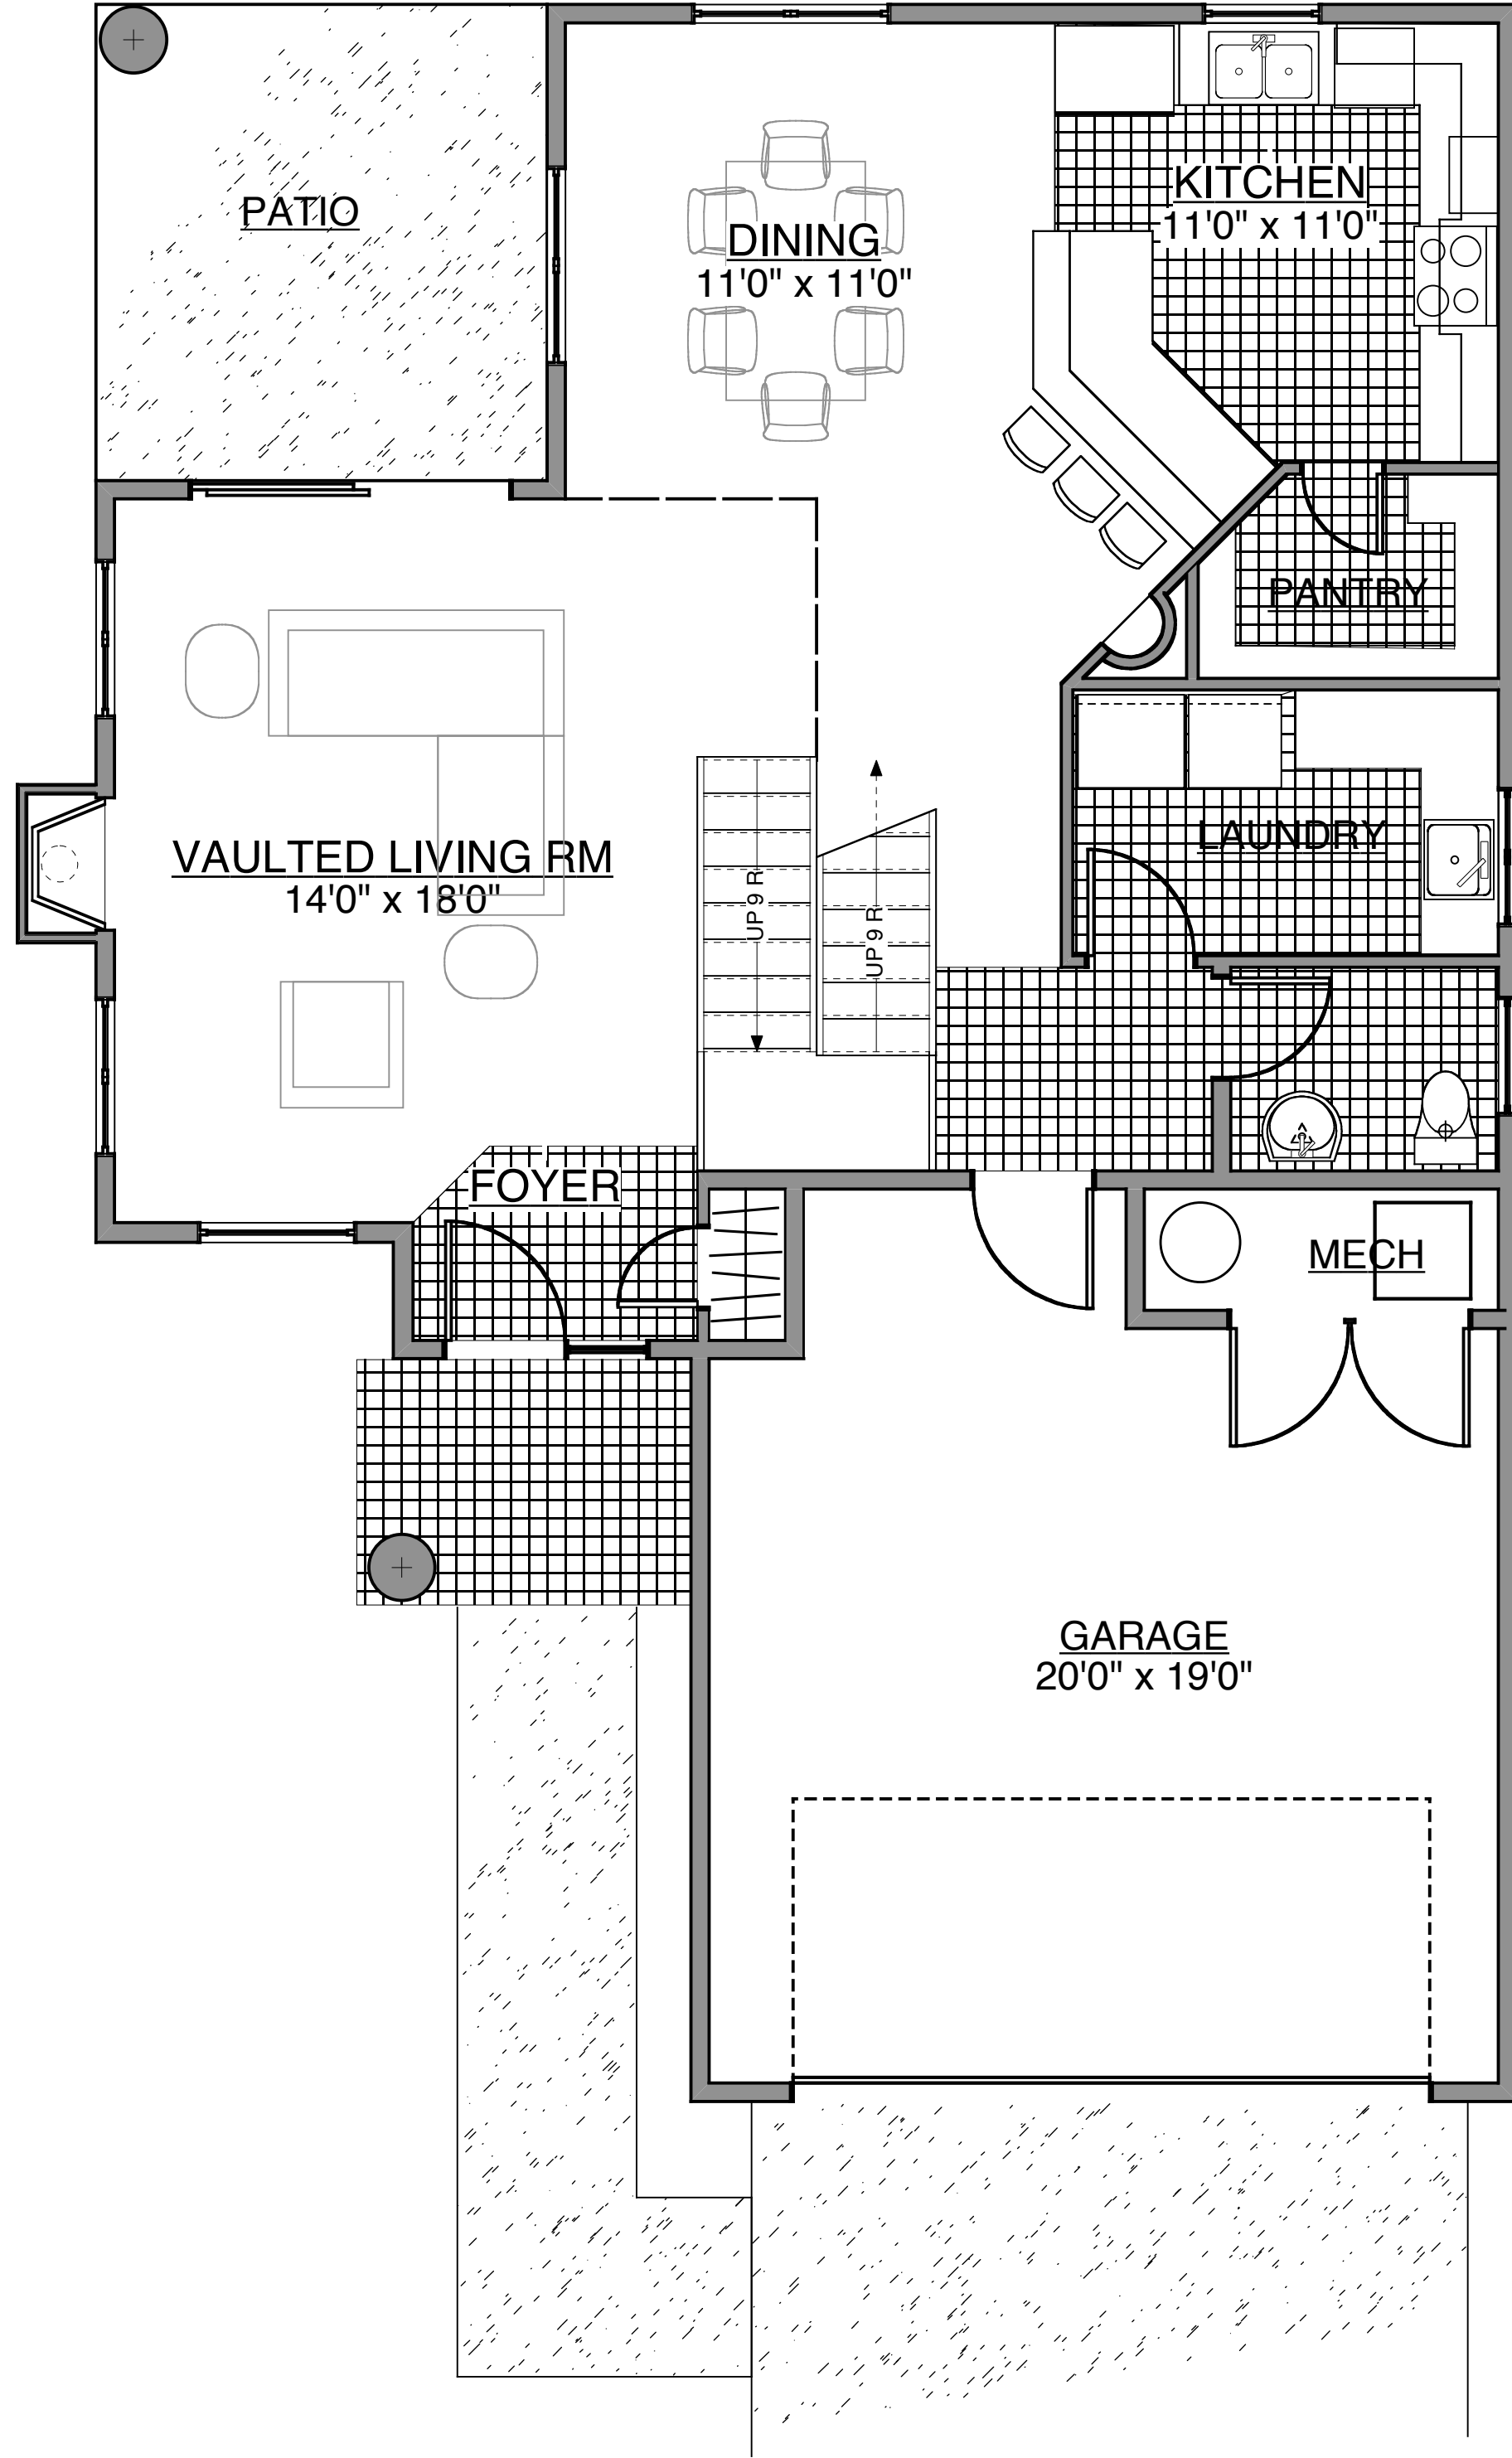 PATIO
KITCHEN
11'0" x 11'0"
DINING
11'0" x 11'0"
PANTRY
LAUNDRY
VAULTED LIVING RM
14'0" x 18'0"
UP 9 R
UP 9 R
FOYER
MECH
GARAGE
20'0" x 19'0"